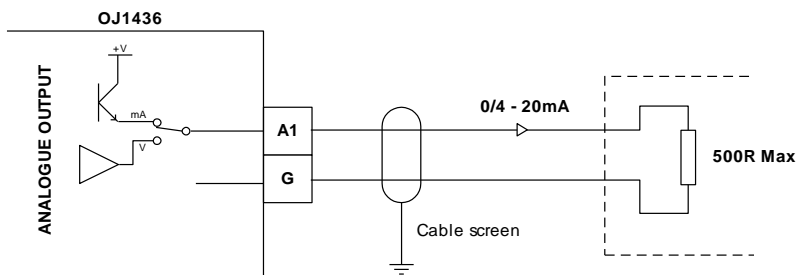 OJ1436
ANALOGUE OUTPUT
+V
mA
V
A1
G
0/4 - 20mA
500R Max
Cable screen